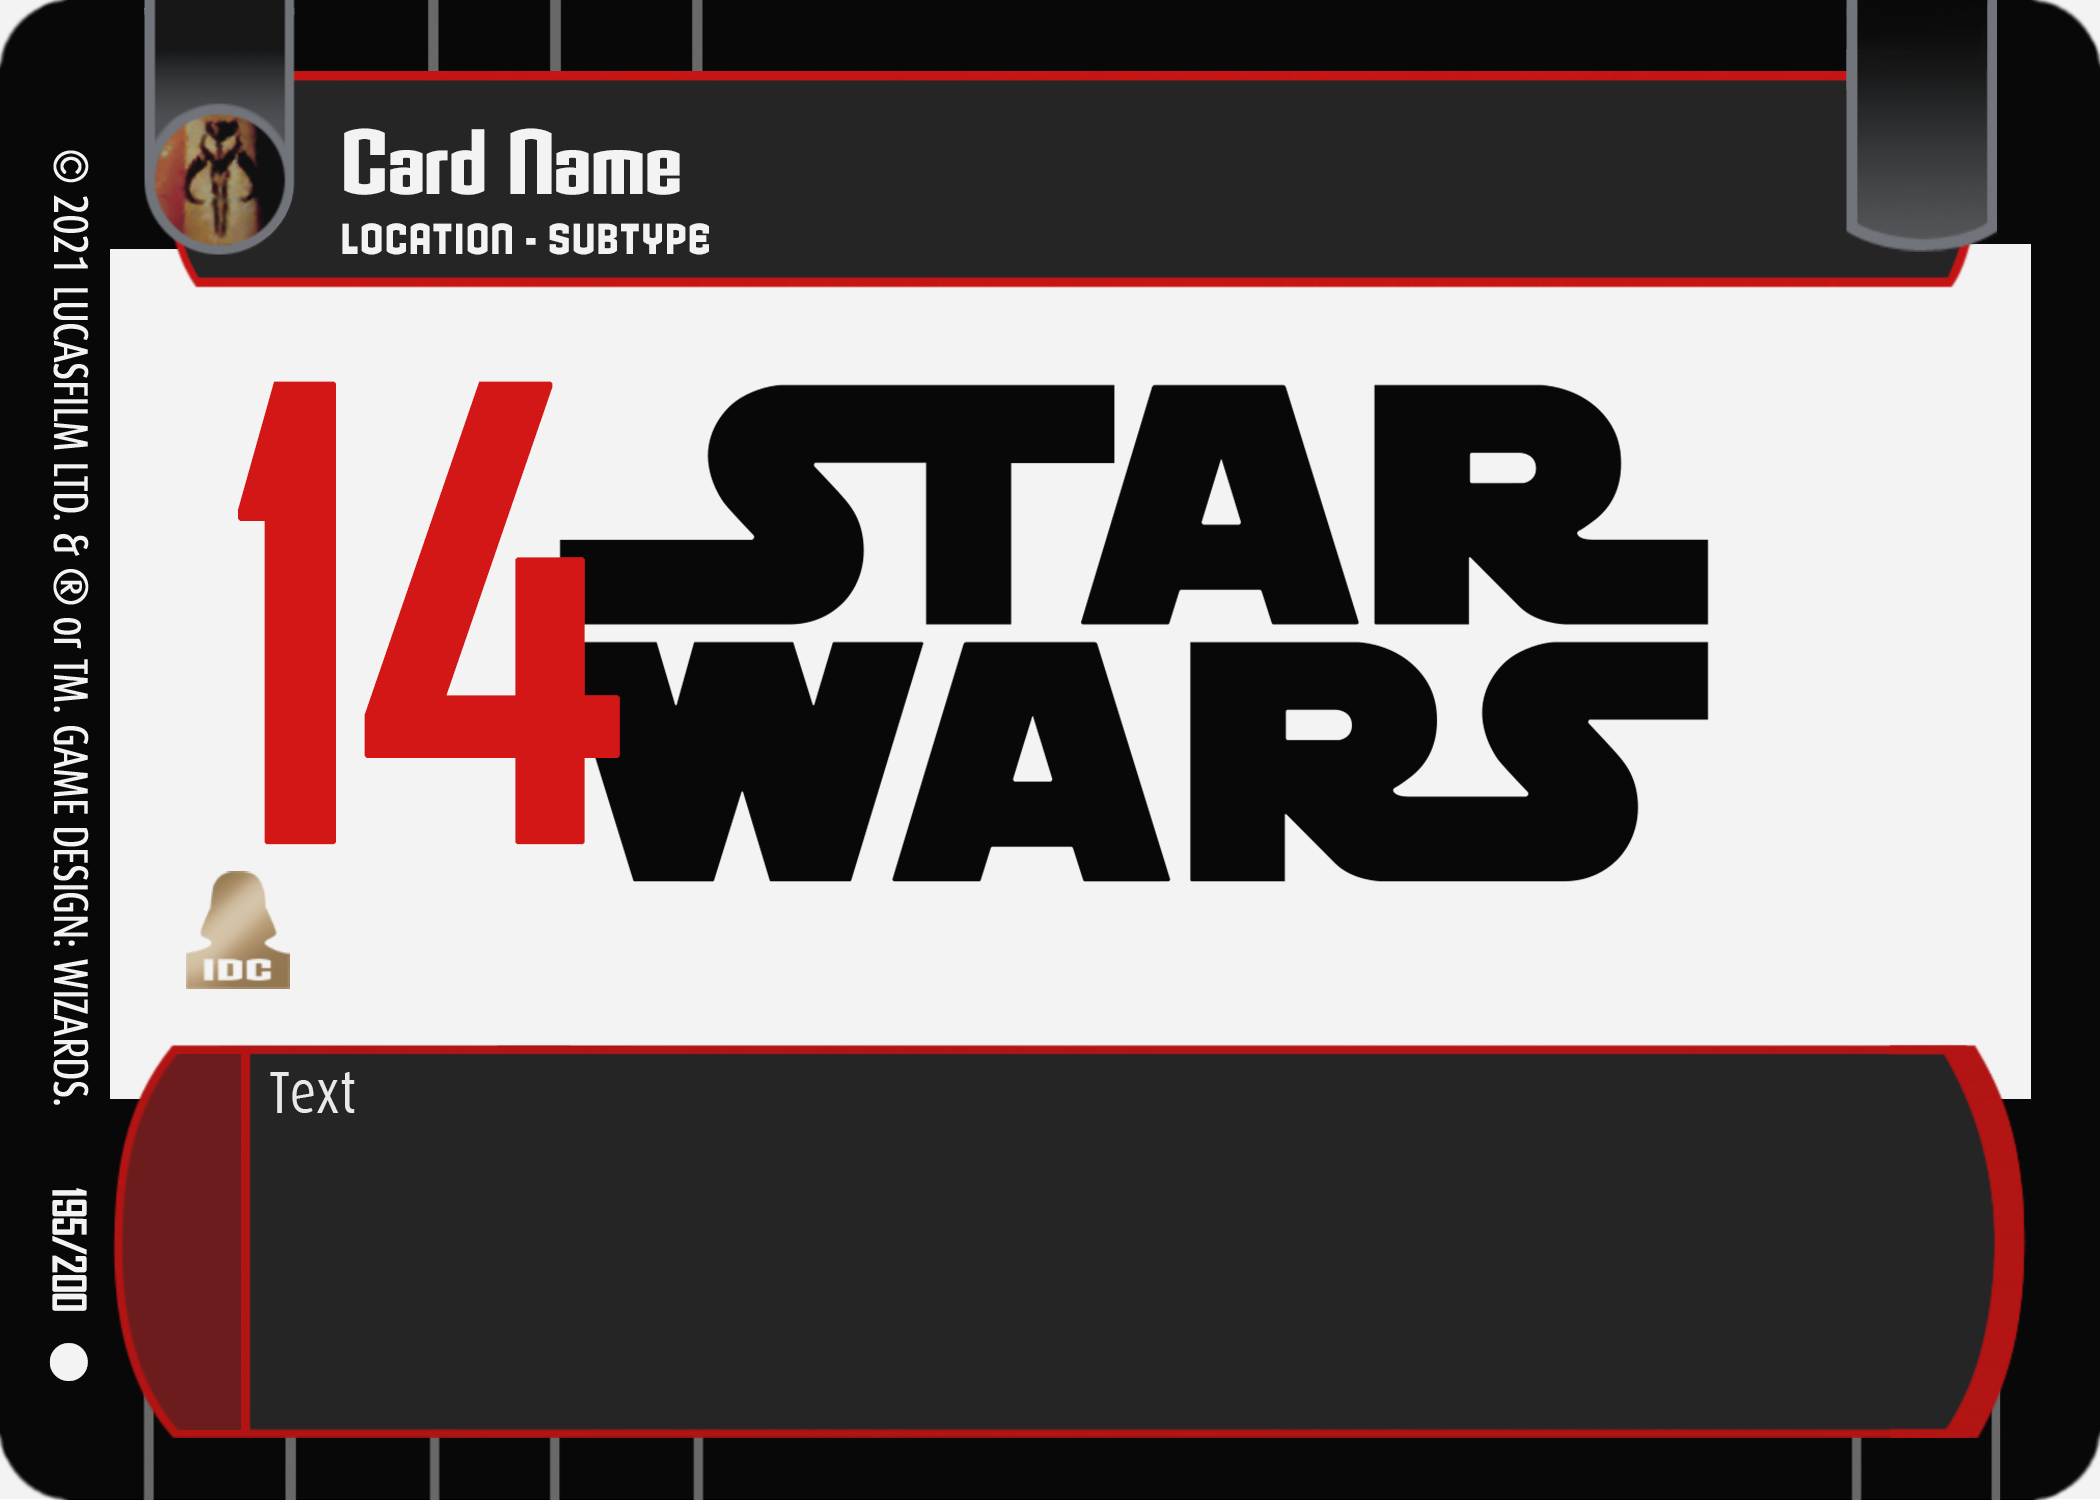 Card Name
LOCATION - SUBTYPE
14
STAR
WARS
IDC
Text
© 2021 LUCASFILM LTD. & ® or TM. GAME DESIGN: WIZARDS.
195/200